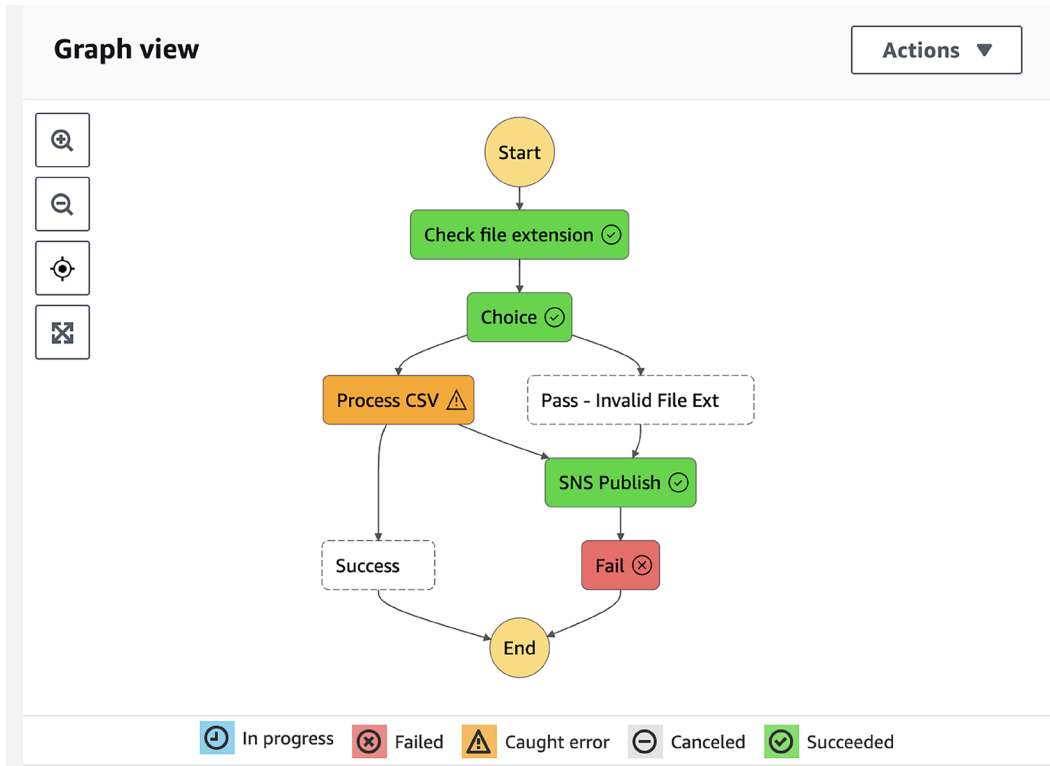 Graph view
Actions
Start
Check file extension
Choice
Process CSV
Pass - Invalid File Ext
SNS Publish
Success
Fail
End
In progress
Failed
Caught error
Canceled
Succeeded